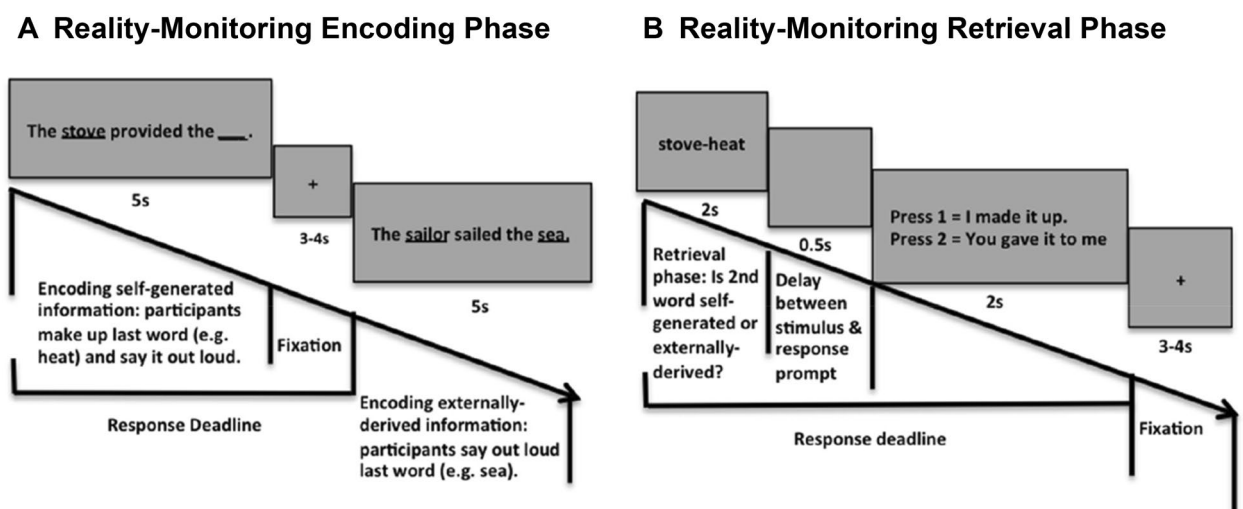 A Reality-Monitoring Encoding Phase
The stove provided the ___.
5s
+
3-4s
The sailor sailed the sea.
5s
Encoding self-generated
information: participants
make up last word (e.g.
heat) and say it out loud.
Fixation
Response Deadline
Encoding externally-
derived information:
participants say out loud
last word (e.g. sea).
B Reality-Monitoring Retrieval Phase
stove-heat
2s
0.5s
Press 1 = I made it up.
Press 2 = You gave it to me
2s
+
3-4s
Retrieval
phase: Is 2nd
word self-
generated or
externally-
derived?
Delay
between
stimulus &
response
prompt
Response deadline
Fixation